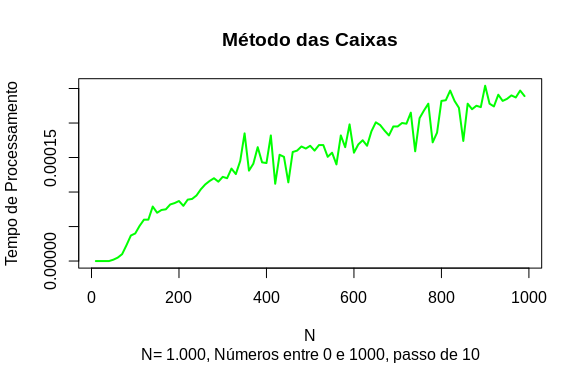 Método das Caixas
Tempo de Processamento
0.00015
0.00000
0 200 400 600 800 1000
N
N= 1.000, Números entre 0 e 1000, passo de 10